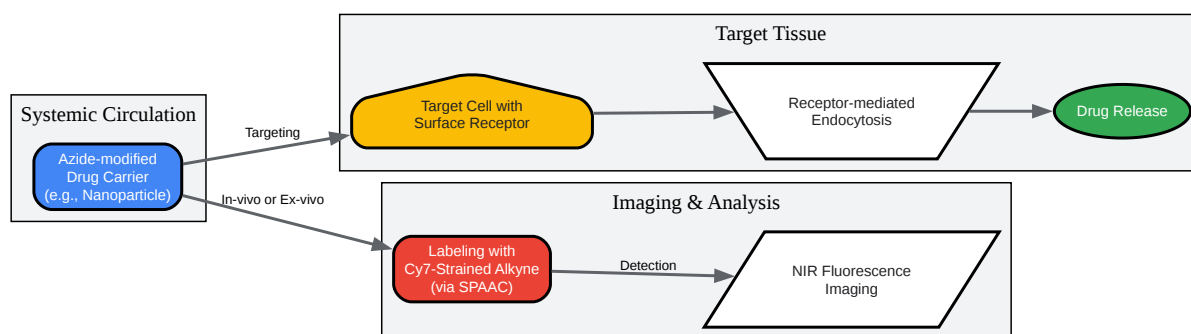 Target Tissue
Systemic Circulation
Azide-modified
Drug Carrier
(e.g., Nanoparticle)
Targeting
Target Cell with
Surface Receptor
Receptor-mediated
Endocytosis
Drug Release
In-vivo or Ex-vivo
Imaging & Analysis
Labeling with
Cy7-Strained Alkyne
(via SPAAC)
Detection
NIR Fluorescence
Imaging